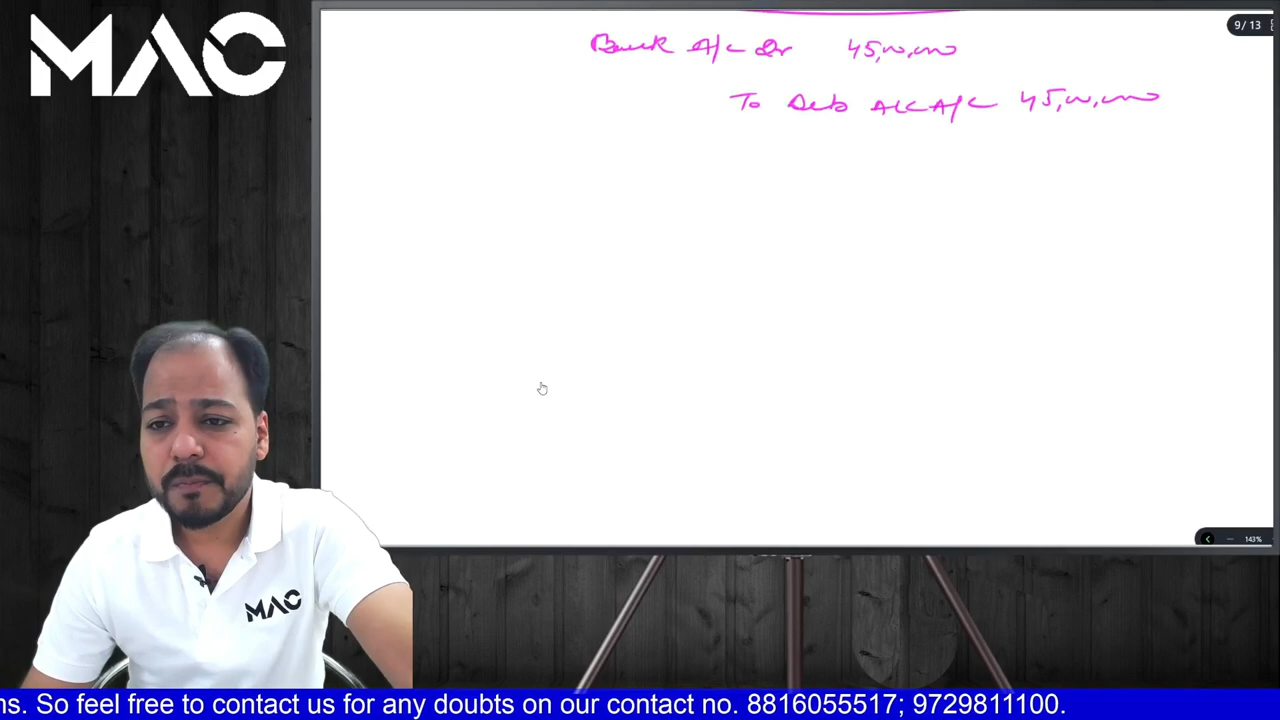 MAC
9/13
Bank A/c Dr 45,00,000
To Deb A/c 45,00,000
143%
MAC
ns. So feel free to contact us for any doubts on our contact no. 8816055517; 9729811100.